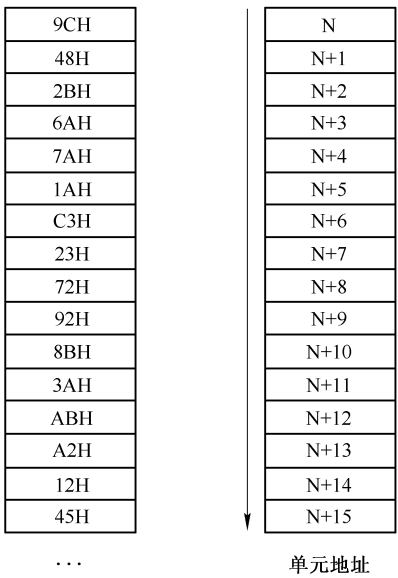 9CH N
48H N+1
2BH N+2
6AH N+3
7AH N+4
1AH N+5
C3H N+6
23H N+7
72H N+8
92H N+9
8BH N+10
3AH N+11
ABH N+12
A2H N+13
12H N+14
45H N+15
... 单元地址